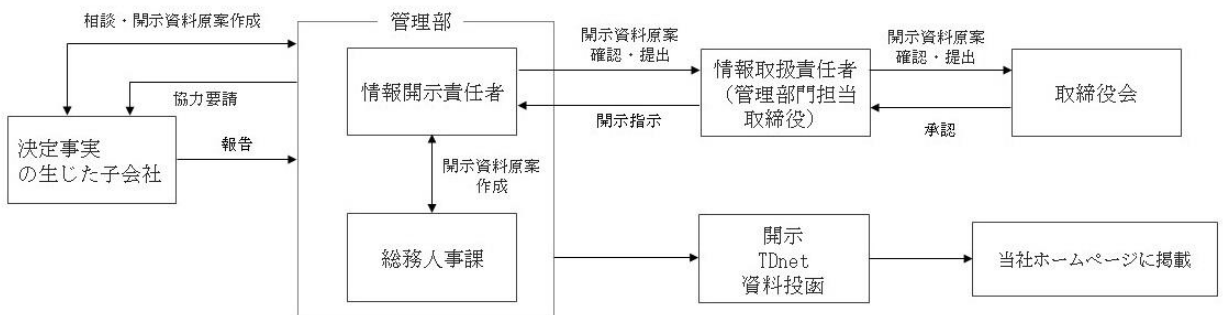 相談・開示資料原案作成
管理部
協力要請
決定事実
の生じた子会社
報告
情報開示責任者
開示資料原案
確認・提出
開示指示
情報取扱責任者
（管理部門担当
取締役）
開示資料原案
確認・提出
承認
取締役会
開示資料原案
作成
総務人事課
開示
TDnet
資料投函
当社ホームページに掲載